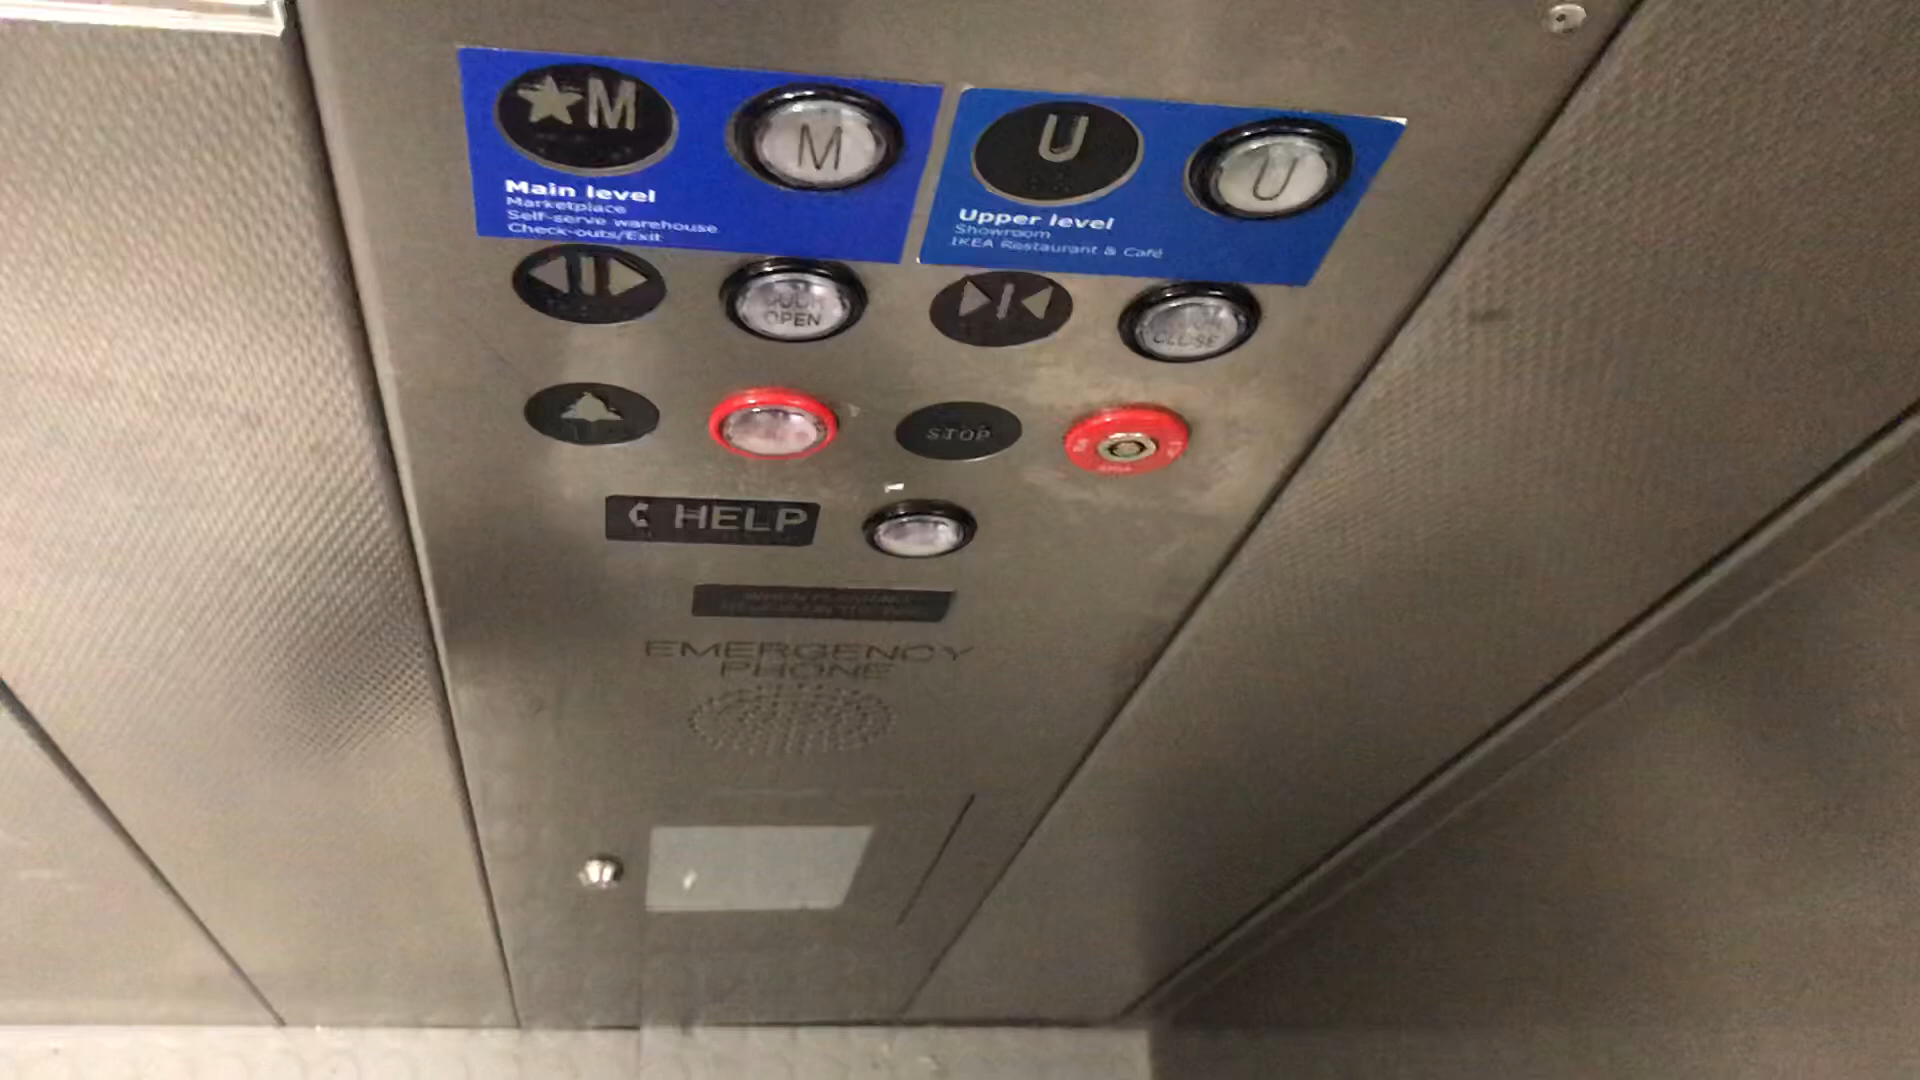 ★M
M
Main level
Marketplace
Self-serve warehouse
Check-outs/Exit
U
U
Upper level
Showroom
IKEA Restaurant & Café
DOOR
OPEN
CLOSE
STOP
HELP
EMERGENCY
PHONE